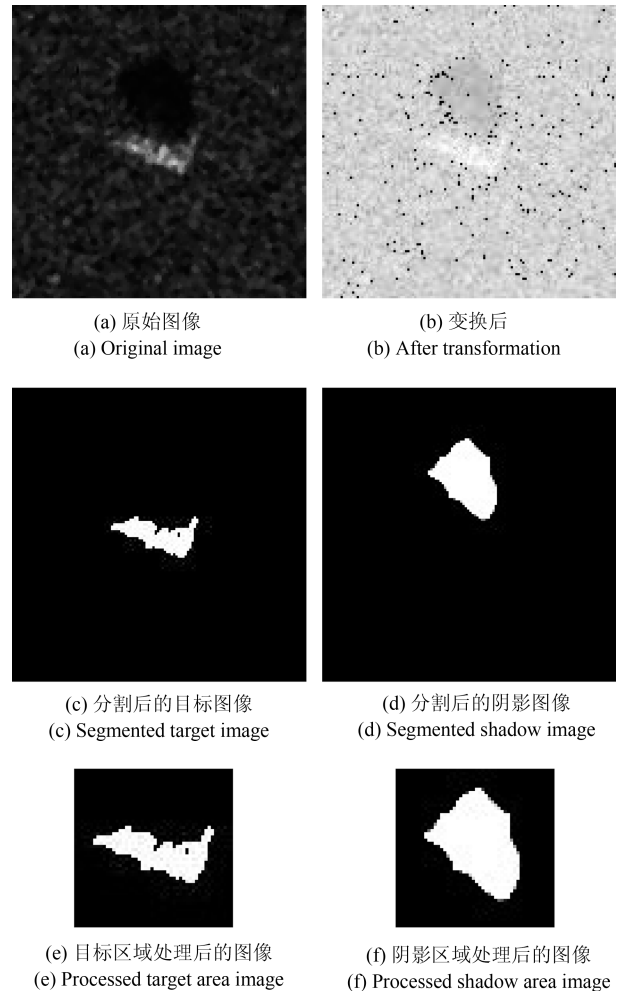 (a) 原始图像
(a) Original image
(b) 变换后
(b) After transformation
(c) 分割后的目标图像
(c) Segmented target image
(d) 分割后的阴影图像
(d) Segmented shadow image
(e) 目标区域处理后的图像
(e) Processed target area image
(f) 阴影区域处理后的图像
(f) Processed shadow area image